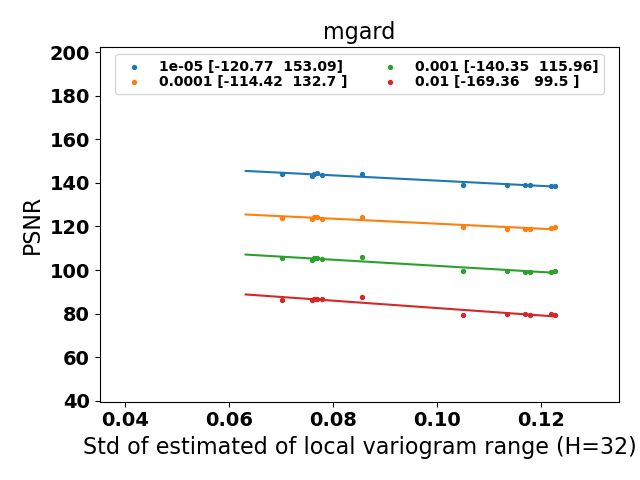 mgard
1e-05 [-120.77  153.09]
0.0001 [-114.42  132.7 ]
0.001 [-140.35  115.96]
0.01 [-169.36   99.5 ]
PSNR
200
180
160
140
120
100
80
60
40
0.04 0.06 0.08 0.10 0.12
Std of estimated of local variogram range (H=32)